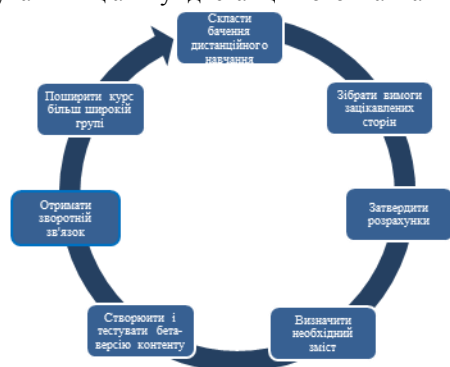 Скласти
бачення
дистанційного
навчання
Зібрати вимоги
зацікавлених
сторін
Затвердити
розрахунки
Визначити
необхідний
зміст
Створюити і
тестувати бета-
версію контенту
Отримати
зворотній
зв'язок
Поширити курс
більш широкій
групі